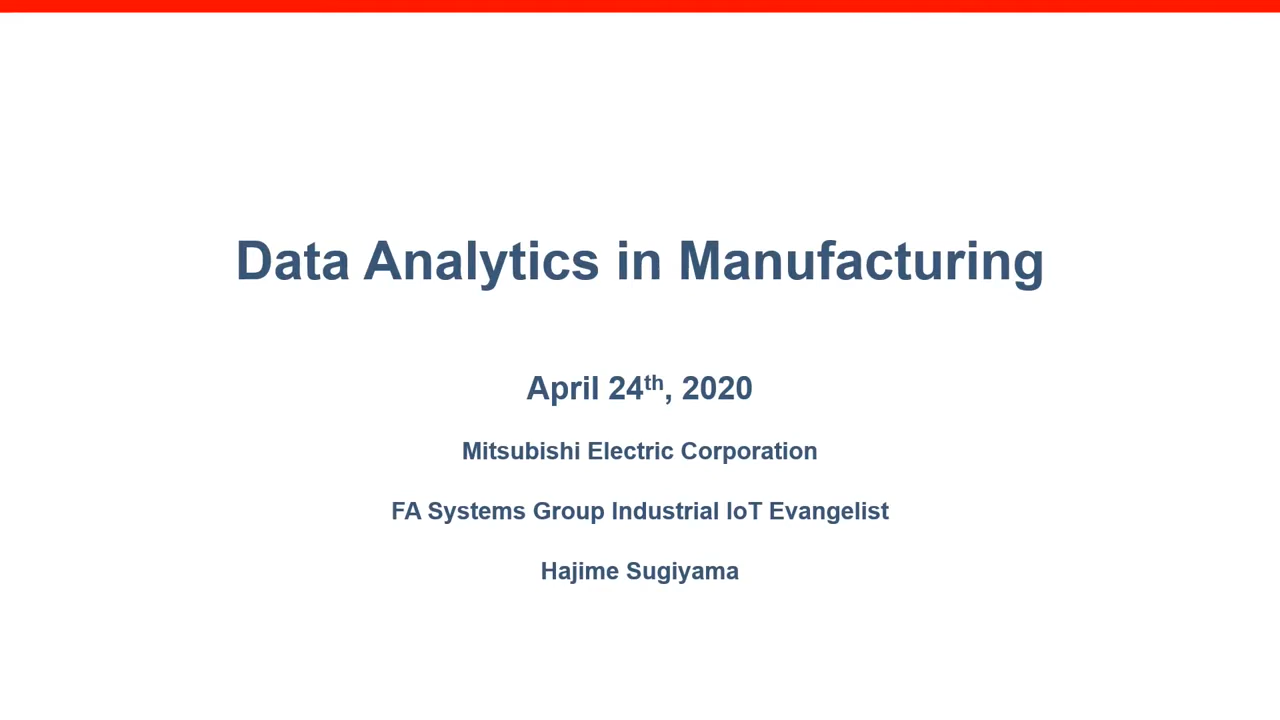 Data Analytics in Manufacturing
April 24th, 2020
Mitsubishi Electric Corporation
FA Systems Group Industrial IoT Evangelist
Hajime Sugiyama